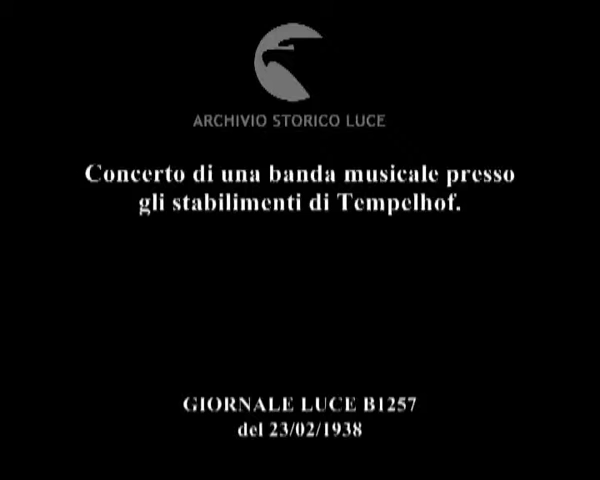 ARCHIVIO STORICO LUCE
Concerto di una banda musicale presso
gli stabilimenti di Tempelhof.
GIORNALE LUCE B1257
del 23/02/1938